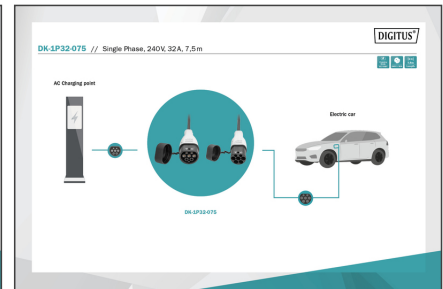 DIGITUS®
DK-1P32-075 // Single Phase, 240V, 32A, 7,5m
AC Charging point
Electric car
DK-1P32-075